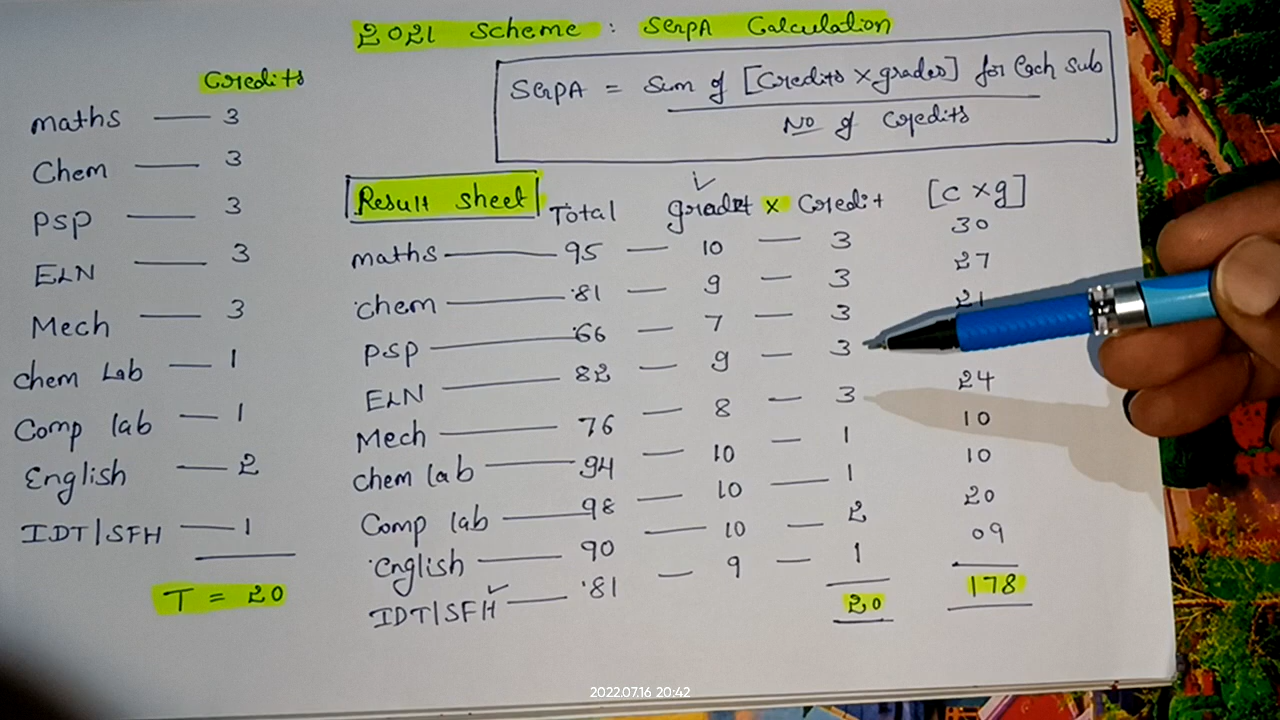 2021 Scheme : SGPA Calculation
Credits
maths — 3
Chem — 3
PSP — 3
ELN — 3
Mech — 3
Chem Lab — 1
Comp lab — 1
English — 2
IDT/SFH — 1
T = 20
SGPA = Sum of [Credits × grades] for Each Sub
No of Credits
Result Sheet Total grade × Credit [C × g]
maths — 95 — 10 — 3 30
chem — 81 — 9 — 3 27
PSP — 66 — 7 — 3 21
ELN — 82 — 9 — 3
Mech — 76 — 8 — 3 24
chem lab — 94 — 10 — 1 10
Comp lab — 98 — 10 — 1 10
English — 90 — 10 — 2 20
IDT/SFH — 81 — 9 — 1 09
20 178
2022.07.16 20:42